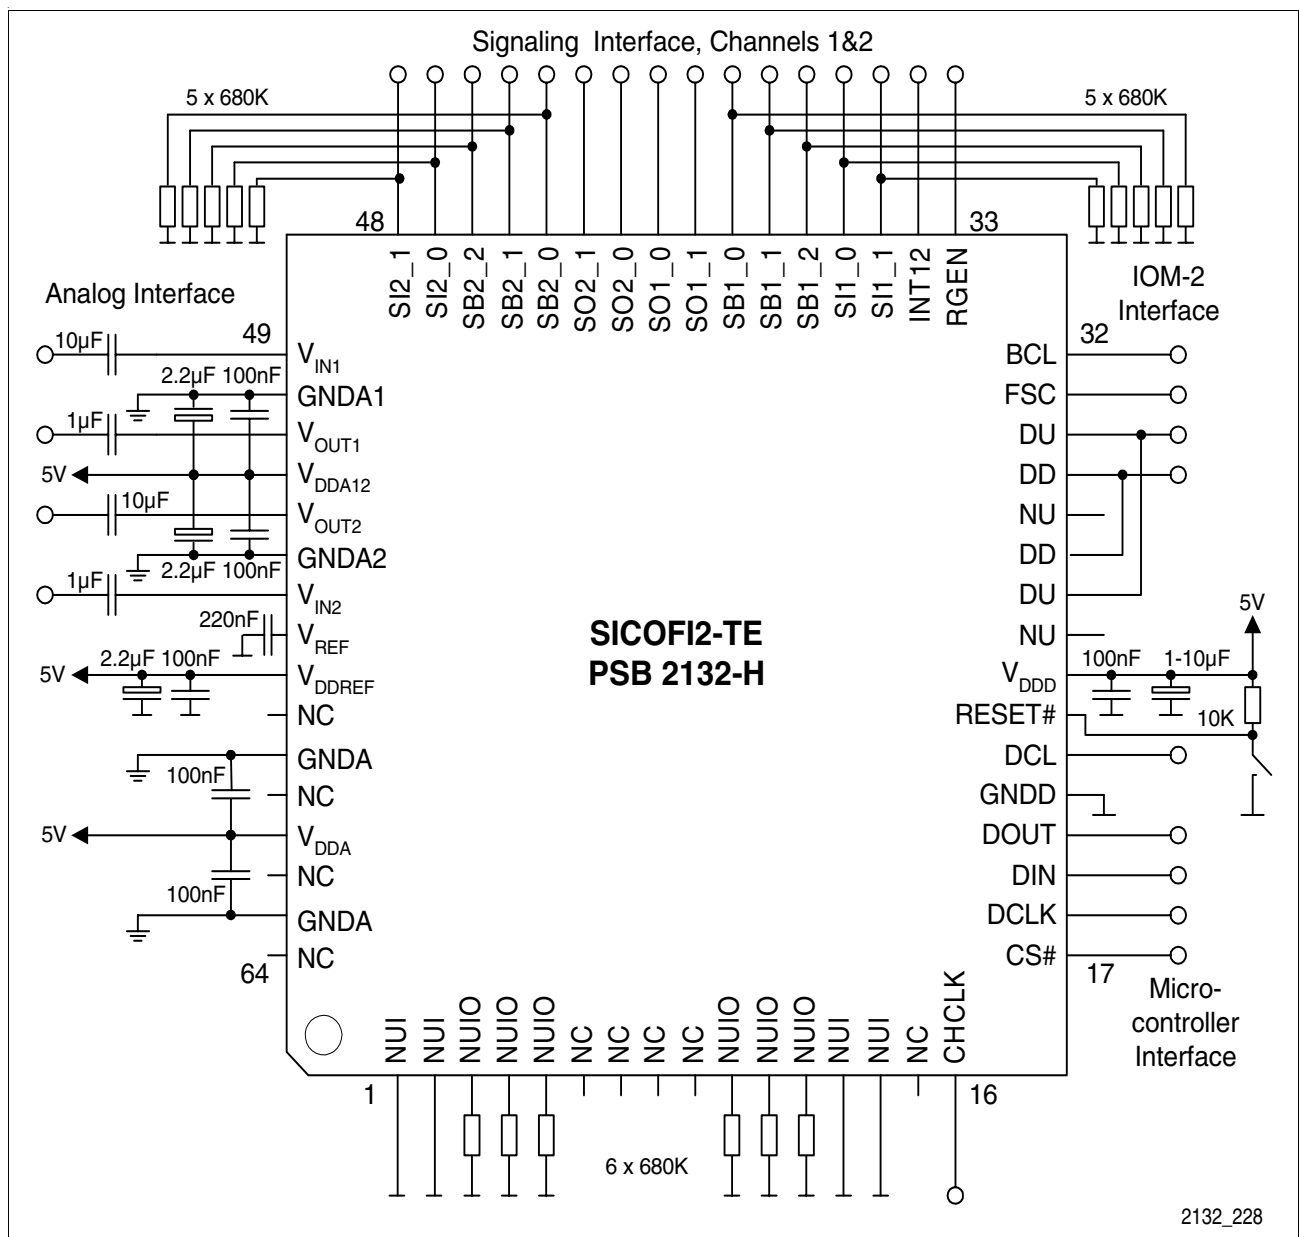 Signaling Interface, Channels 1&2
5 x 680K
5 x 680K
48
33
SI2_1
SI2_0
SB2_2
SB2_1
SB2_0
SO2_1
SO2_0
SO1_0
SO1_1
SB1_0
SB1_1
SB1_2
SI1_0
SI1_1
INT12
RGEN
Analog Interface
49
10µF
VIN1
2.2µF 100nF
GNDA1
1µF
VOUT1
5V
VDDA12
10µF
VOUT2
GNDA2
2.2µF 100nF
1µF
VIN2
220nF
VREF
2.2µF 100nF
5V
VDDREF
NC
GNDA
100nF
NC
5V
VDDA
NC
100nF
GNDA
NC
64
SICOFI2-TE
PSB 2132-H
IOM-2
Interface
32
BCL
FSC
DU
DD
NU
DD
DU
NU
5V
100nF
1-10µF
VDDD
RESET#
10K
DCL
GNDD
DOUT
DIN
DCLK
CS#
17
Micro-
controller
Interface
NUI
NUI
NUIO
NUIO
NUIO
NC
NC
NC
NC
NUIO
NUIO
NUIO
NUI
NUI
NC
CHCLK
1
16
6 x 680K
2132_228